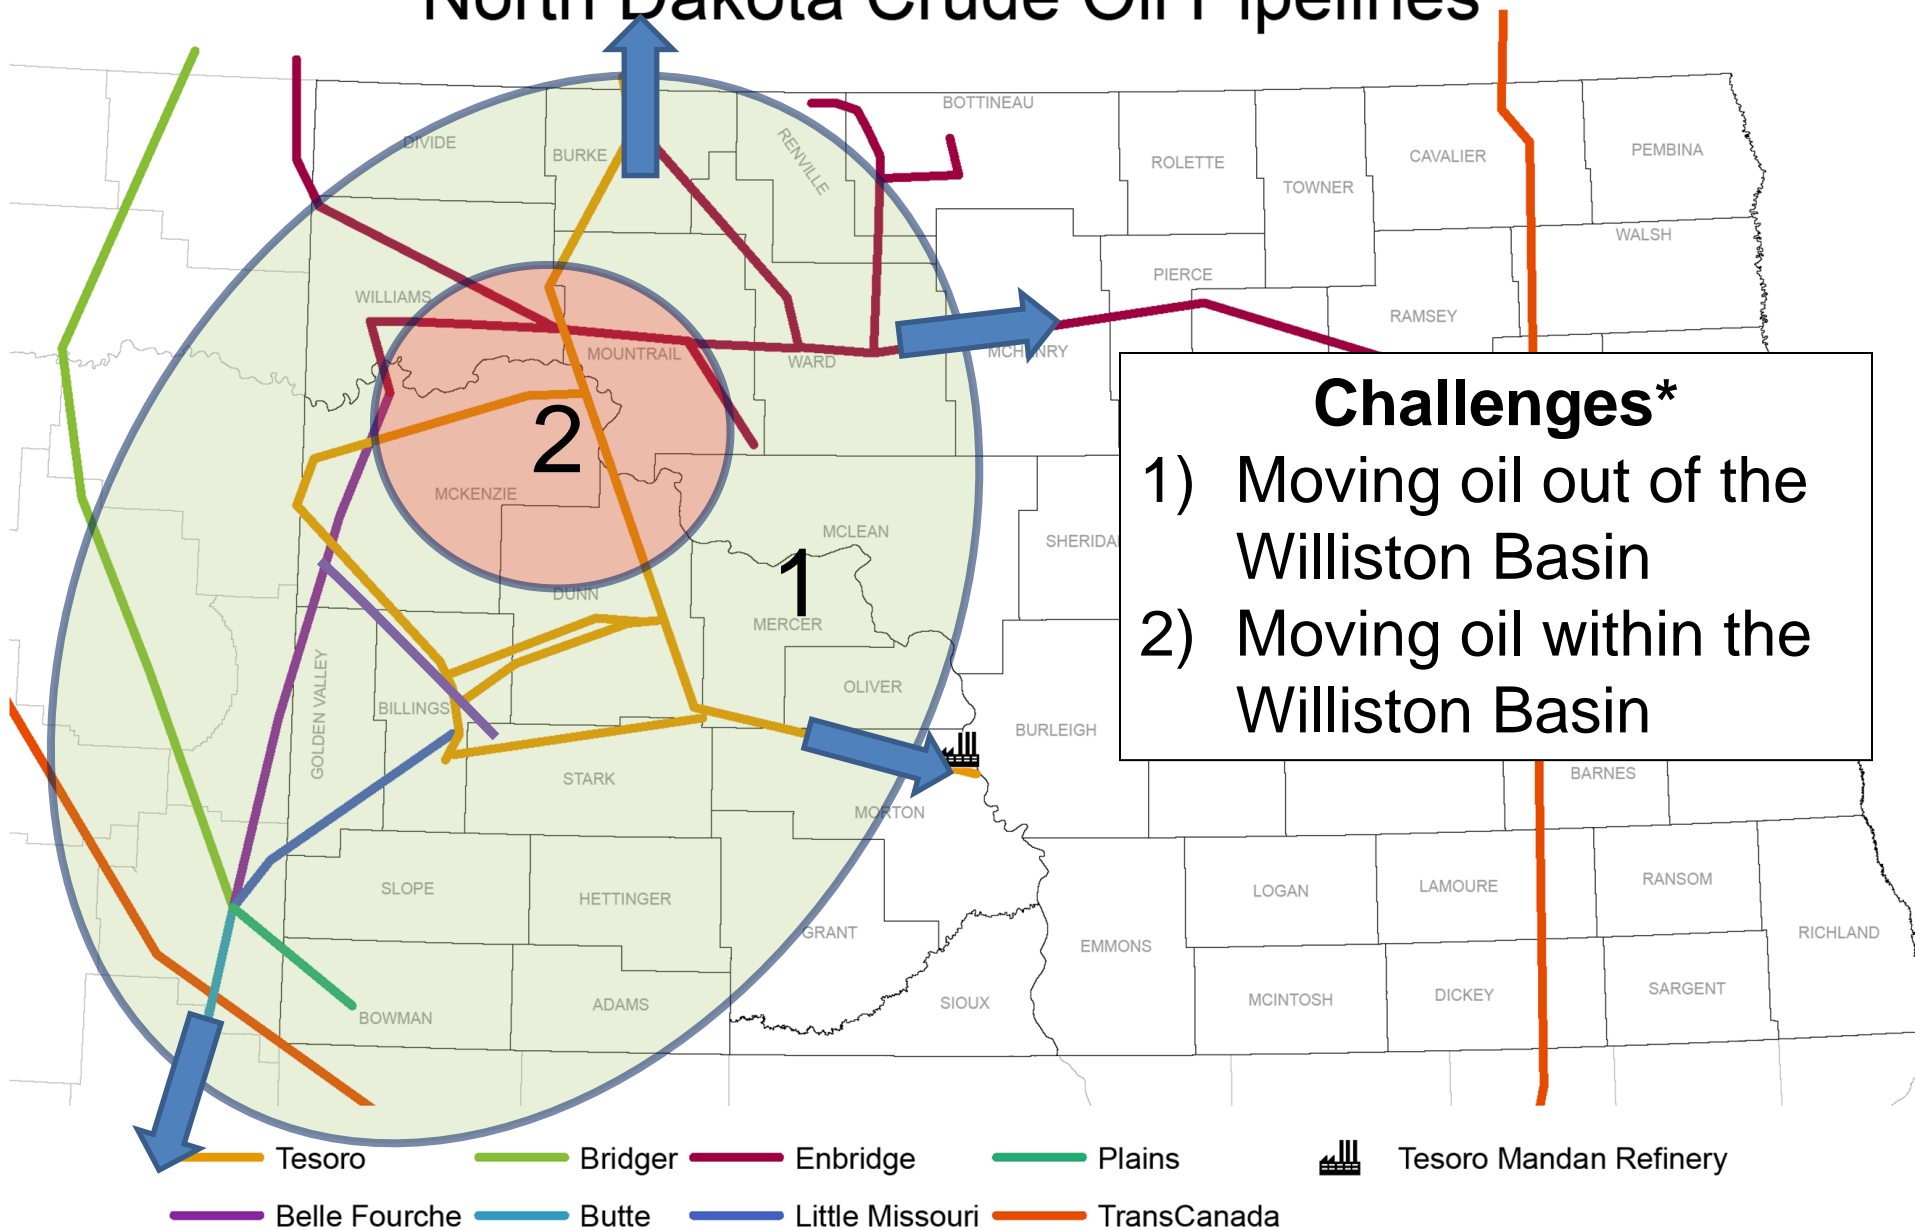 North Dakota Crude Oil Pipelines
DIVIDE
BURKE
RENVILLE
BOTTINEAU
ROLETTE
TOWNER
CAVALIER
PEMBINA
WALSH
WILLIAMS
MOUNTRAIL
WARD
MCHENRY
PIERCE
RAMSEY
Challenges*
1) Moving oil out of the
Williston Basin
2) Moving oil within the
Williston Basin
2
MCKENZIE
MCLEAN
1
DUNN
MERCER
OLIVER
GOLDEN VALLEY
BILLINGS
STARK
MORTON
BURLEIGH
BARNES
SLOPE
HETTINGER
GRANT
SIOUX
EMMONS
LOGAN
LAMOURE
RANSOM
RICHLAND
BOWMAN
ADAMS
MCINTOSH
DICKEY
SARGENT
Tesoro
Bridger
Enbridge
Plains
Tesoro Mandan Refinery
Belle Fourche
Butte
Little Missouri
TransCanada